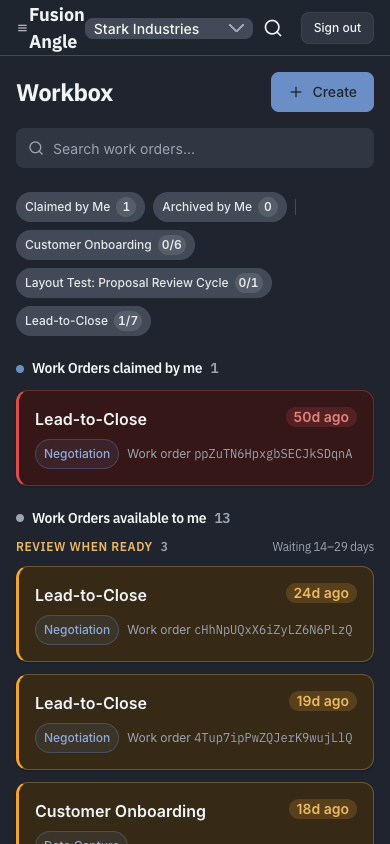 Fusion
Angle
Stark Industries
Sign out
Workbox
Create
Search work orders...
Claimed by Me 1
Archived by Me 0
Customer Onboarding 0/6
Layout Test: Proposal Review Cycle 0/1
Lead-to-Close 1/7
Work Orders claimed by me 1
Lead-to-Close
50d ago
Negotiation
Work order ppZuTN6HpxgbSECJkSDqnA
Work Orders available to me 13
REVIEW WHEN READY 3
Waiting 14–29 days
Lead-to-Close
24d ago
Negotiation
Work order cHhNpUQxX6iZyLZ6N6PLzQ
Lead-to-Close
19d ago
Negotiation
Work order 4Tup7ipPwZQJerK9wujLlQ
Customer Onboarding
18d ago
Data Capture